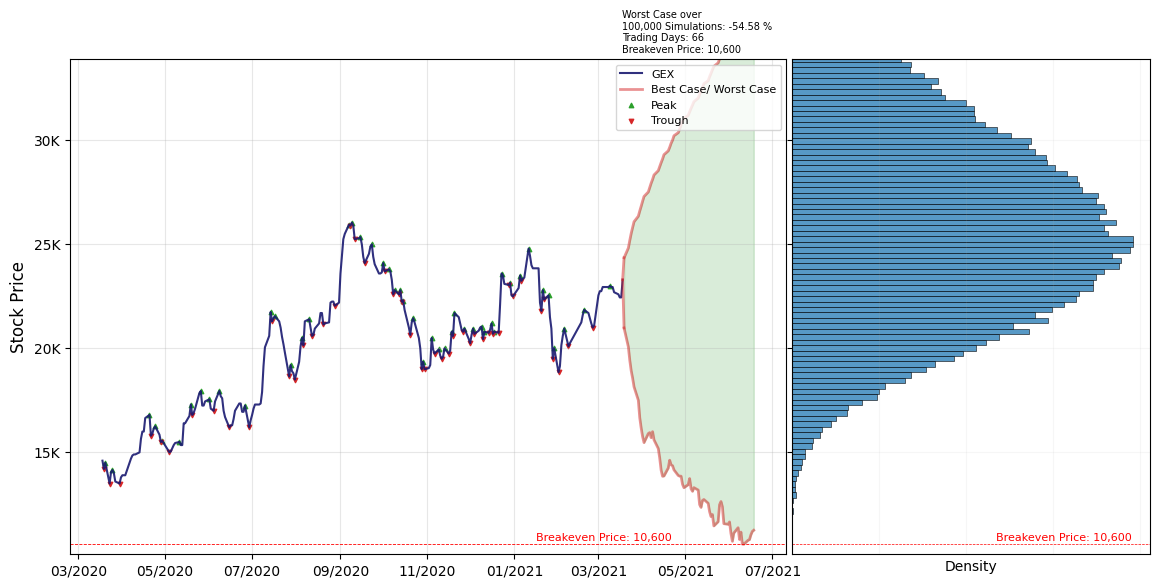 Worst Case over
100,000 Simulations: -54.58 %
Trading Days: 66
Breakeven Price: 10,600
GEX
Best Case/ Worst Case
Peak
Trough
30K
25K
20K
15K
Stock Price
Breakeven Price: 10,600
Breakeven Price: 10,600
03/2020 05/2020 07/2020 09/2020 11/2020 01/2021 03/2021 05/2021 07/2021
Density